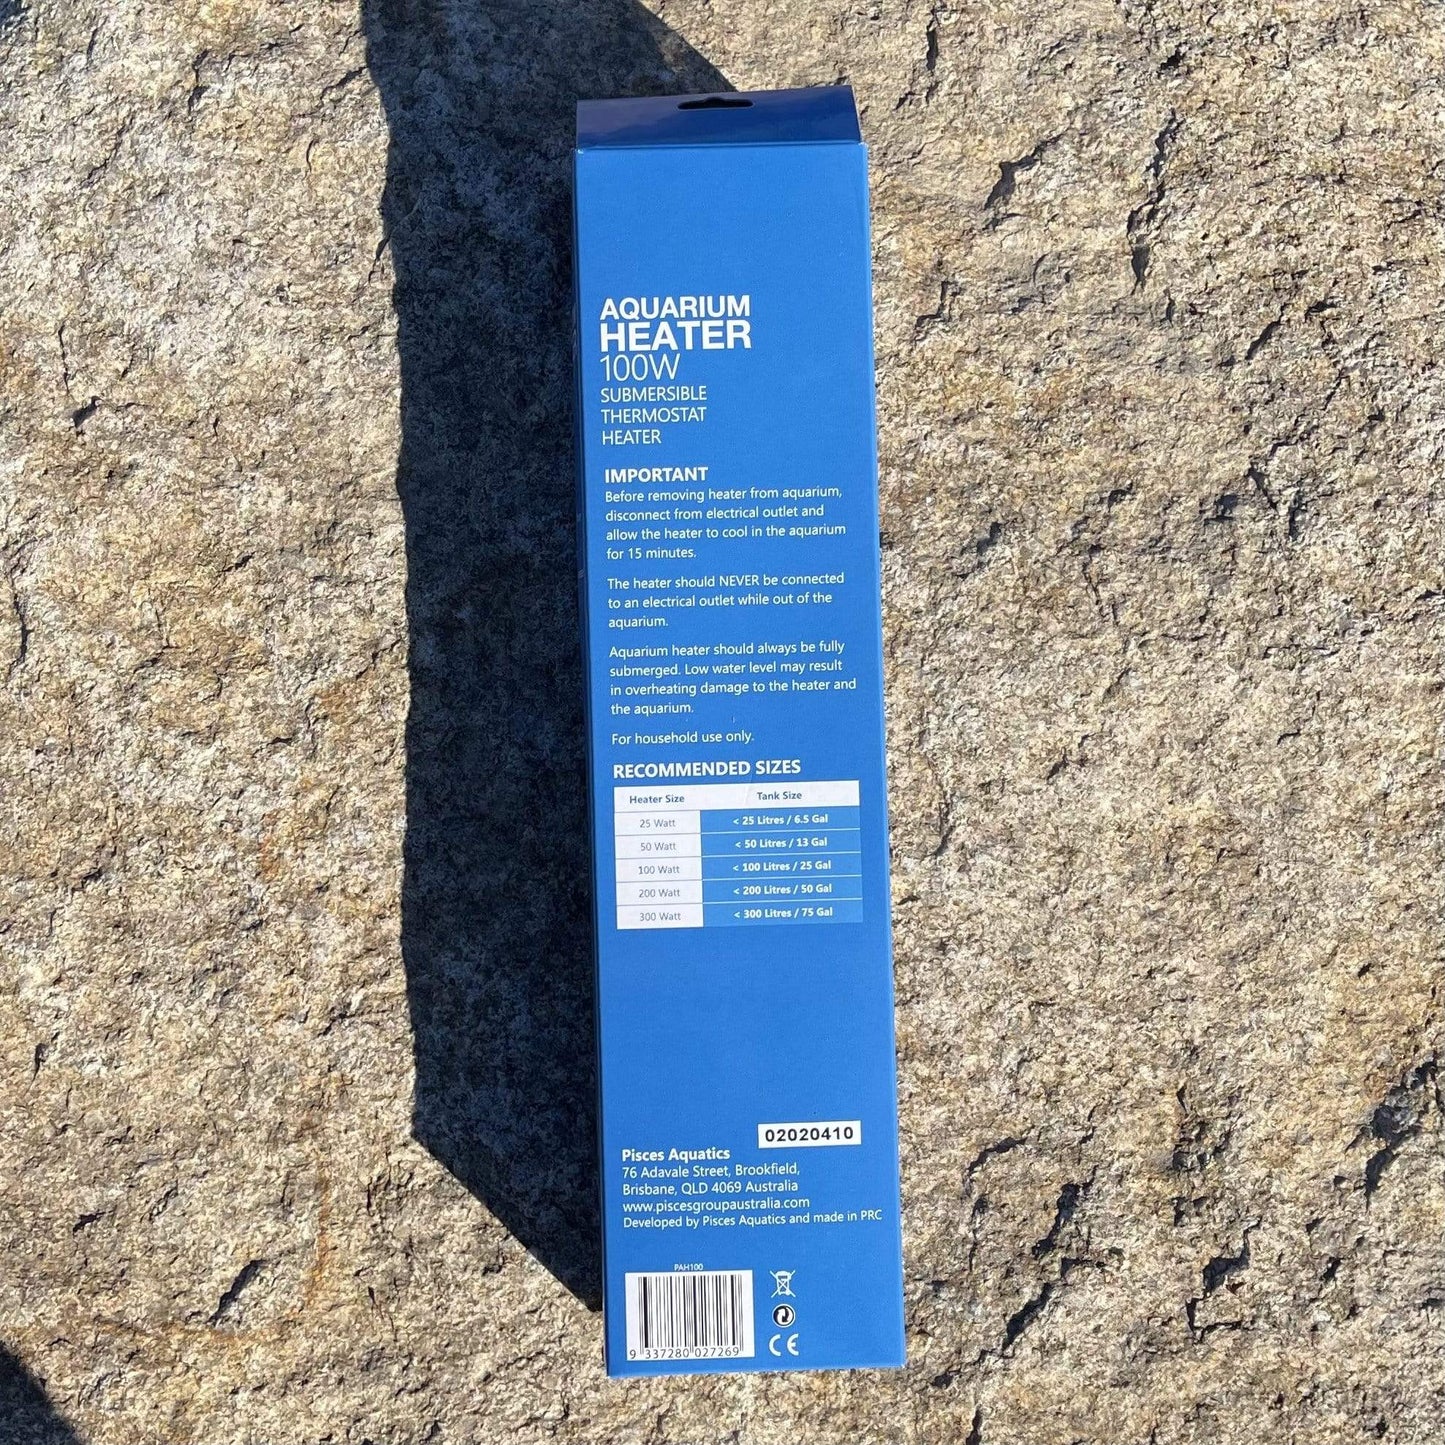 AQUARIUM
HEATER
100W
SUBMERSIBLE
THERMOSTAT
HEATER
IMPORTANT
Before removing heater from aquarium,
disconnect from electrical outlet and
allow the heater to cool in the aquarium
for 15 minutes.
The heater should NEVER be connected
to an electrical outlet while out of the
aquarium.
Aquarium heater should always be fully
submerged. Low water level may result
in overheating damage to the heater and
the aquarium.
For household use only.
RECOMMENDED SIZES
Heater Size Tank Size
25 Watt < 25 Litres / 6.5 Gal
50 Watt < 50 Litres / 13 Gal
100 Watt < 100 Litres / 25 Gal
200 Watt < 200 Litres / 50 Gal
300 Watt < 300 Litres / 75 Gal
02020410
Pisces Aquatics
76 Adavale Street, Brookfield,
Brisbane, QLD 4069 Australia
www.piscesgroupaustralia.com
Developed by Pisces Aquatics and made in PRC
PAH100
9 337280 027269
CE